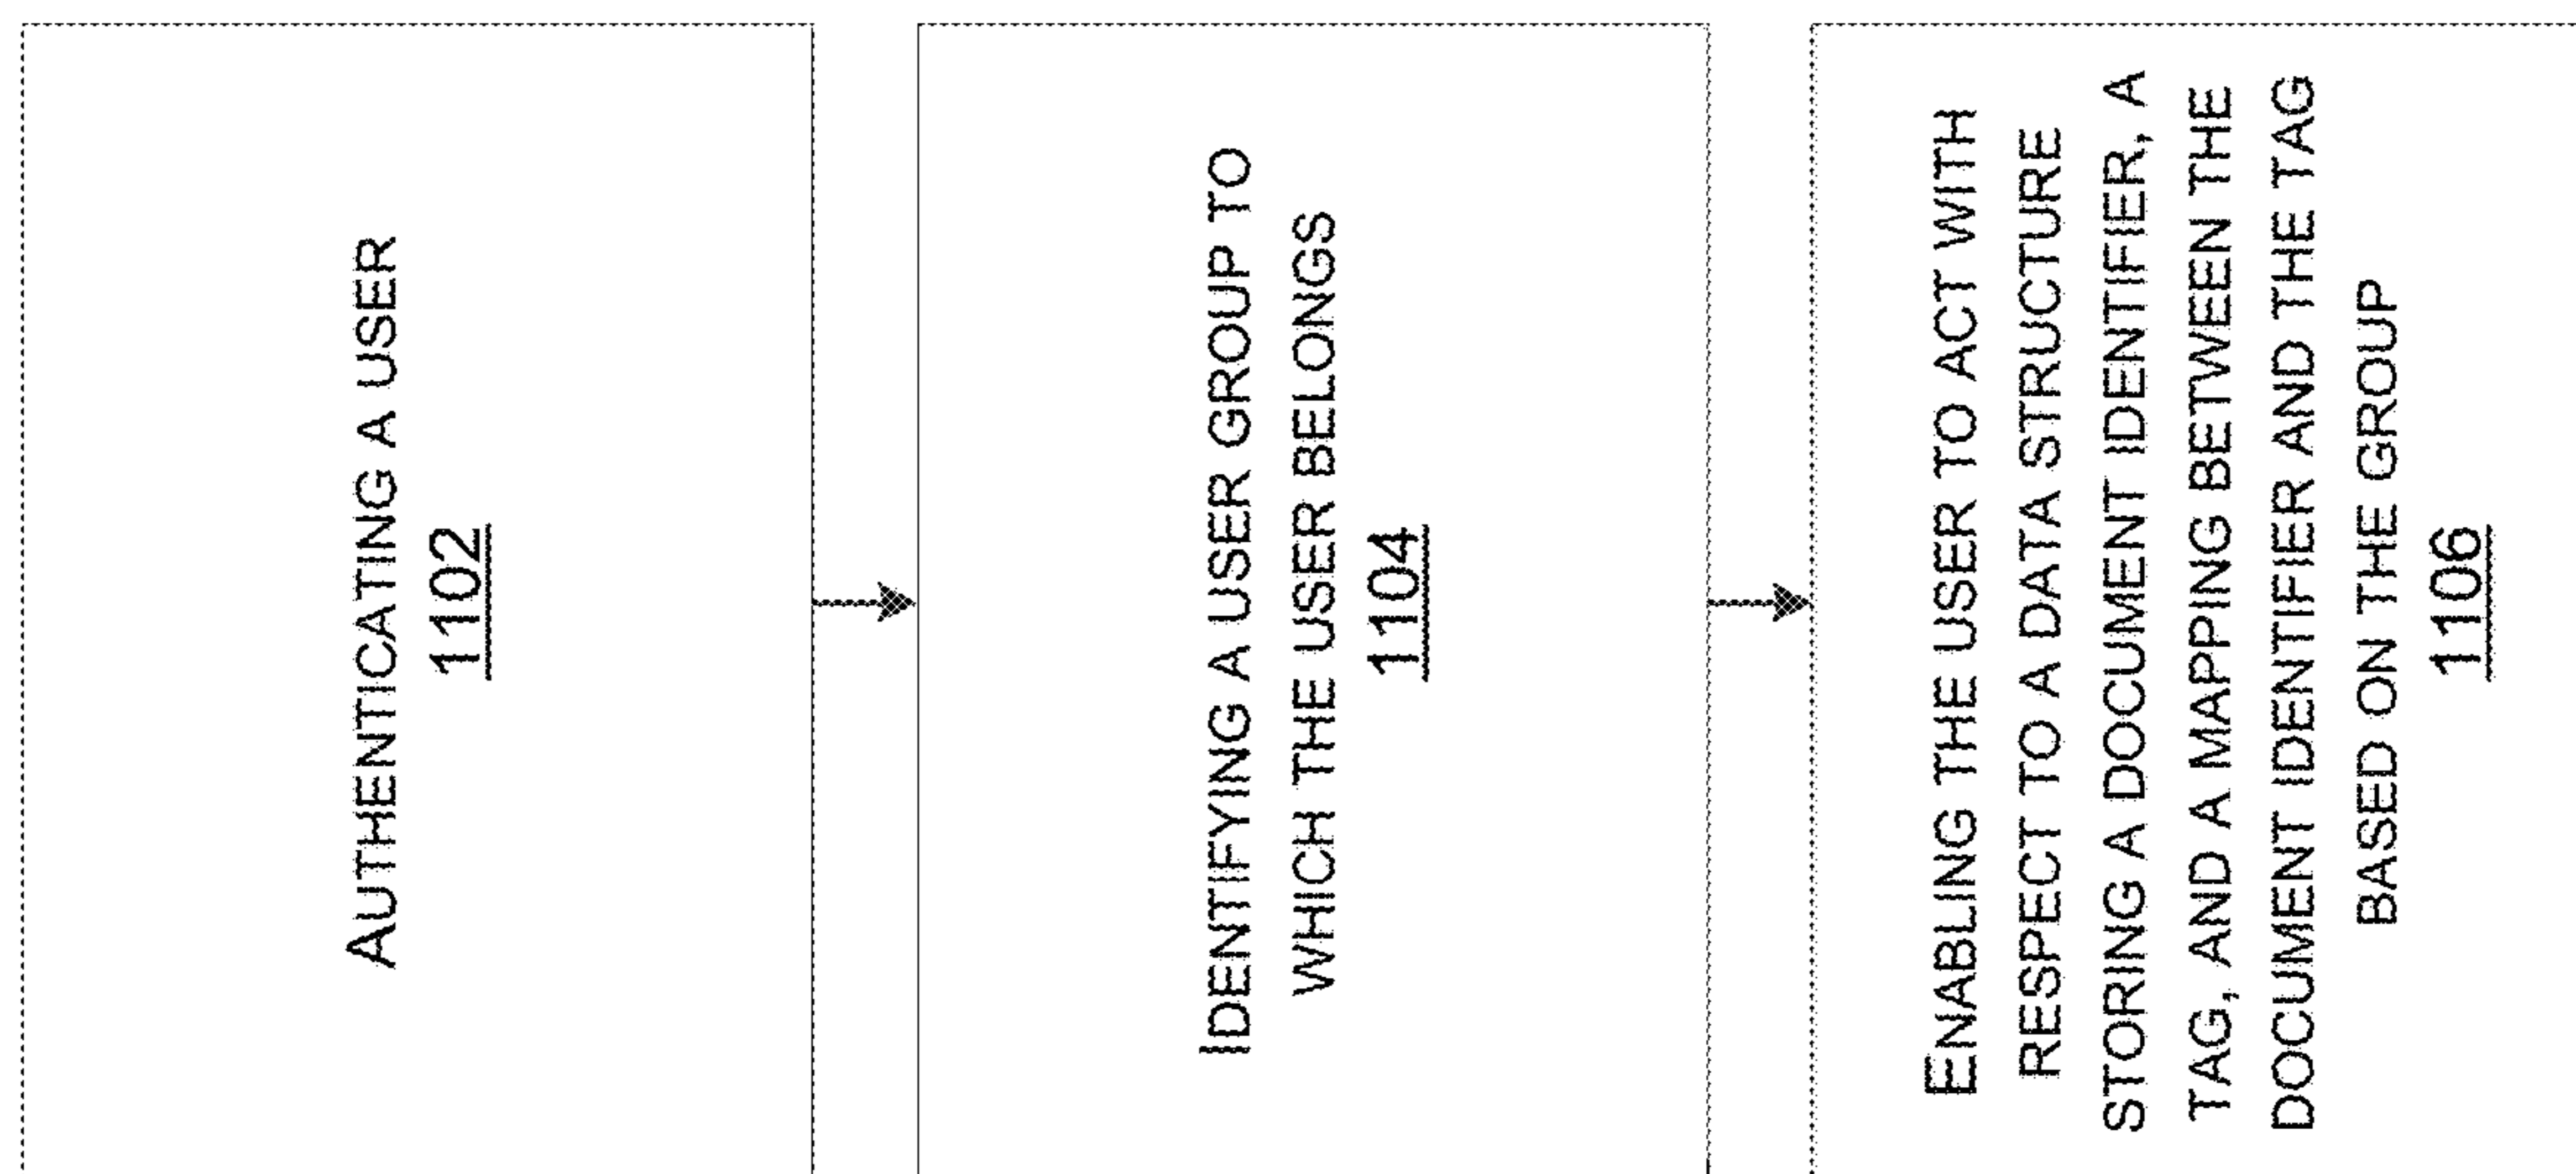 AUTHENTICATING A USER
1102
IDENTIFYING A USER GROUP TO
WHICH THE USER BELONGS
1104
ENABLING THE USER TO ACT WITH
RESPECT TO A DATA STRUCTURE
STORING A DOCUMENT IDENTIFIER, A
TAG, AND A MAPPING BETWEEN THE
DOCUMENT IDENTIFIER AND THE TAG
BASED ON THE GROUP
1106